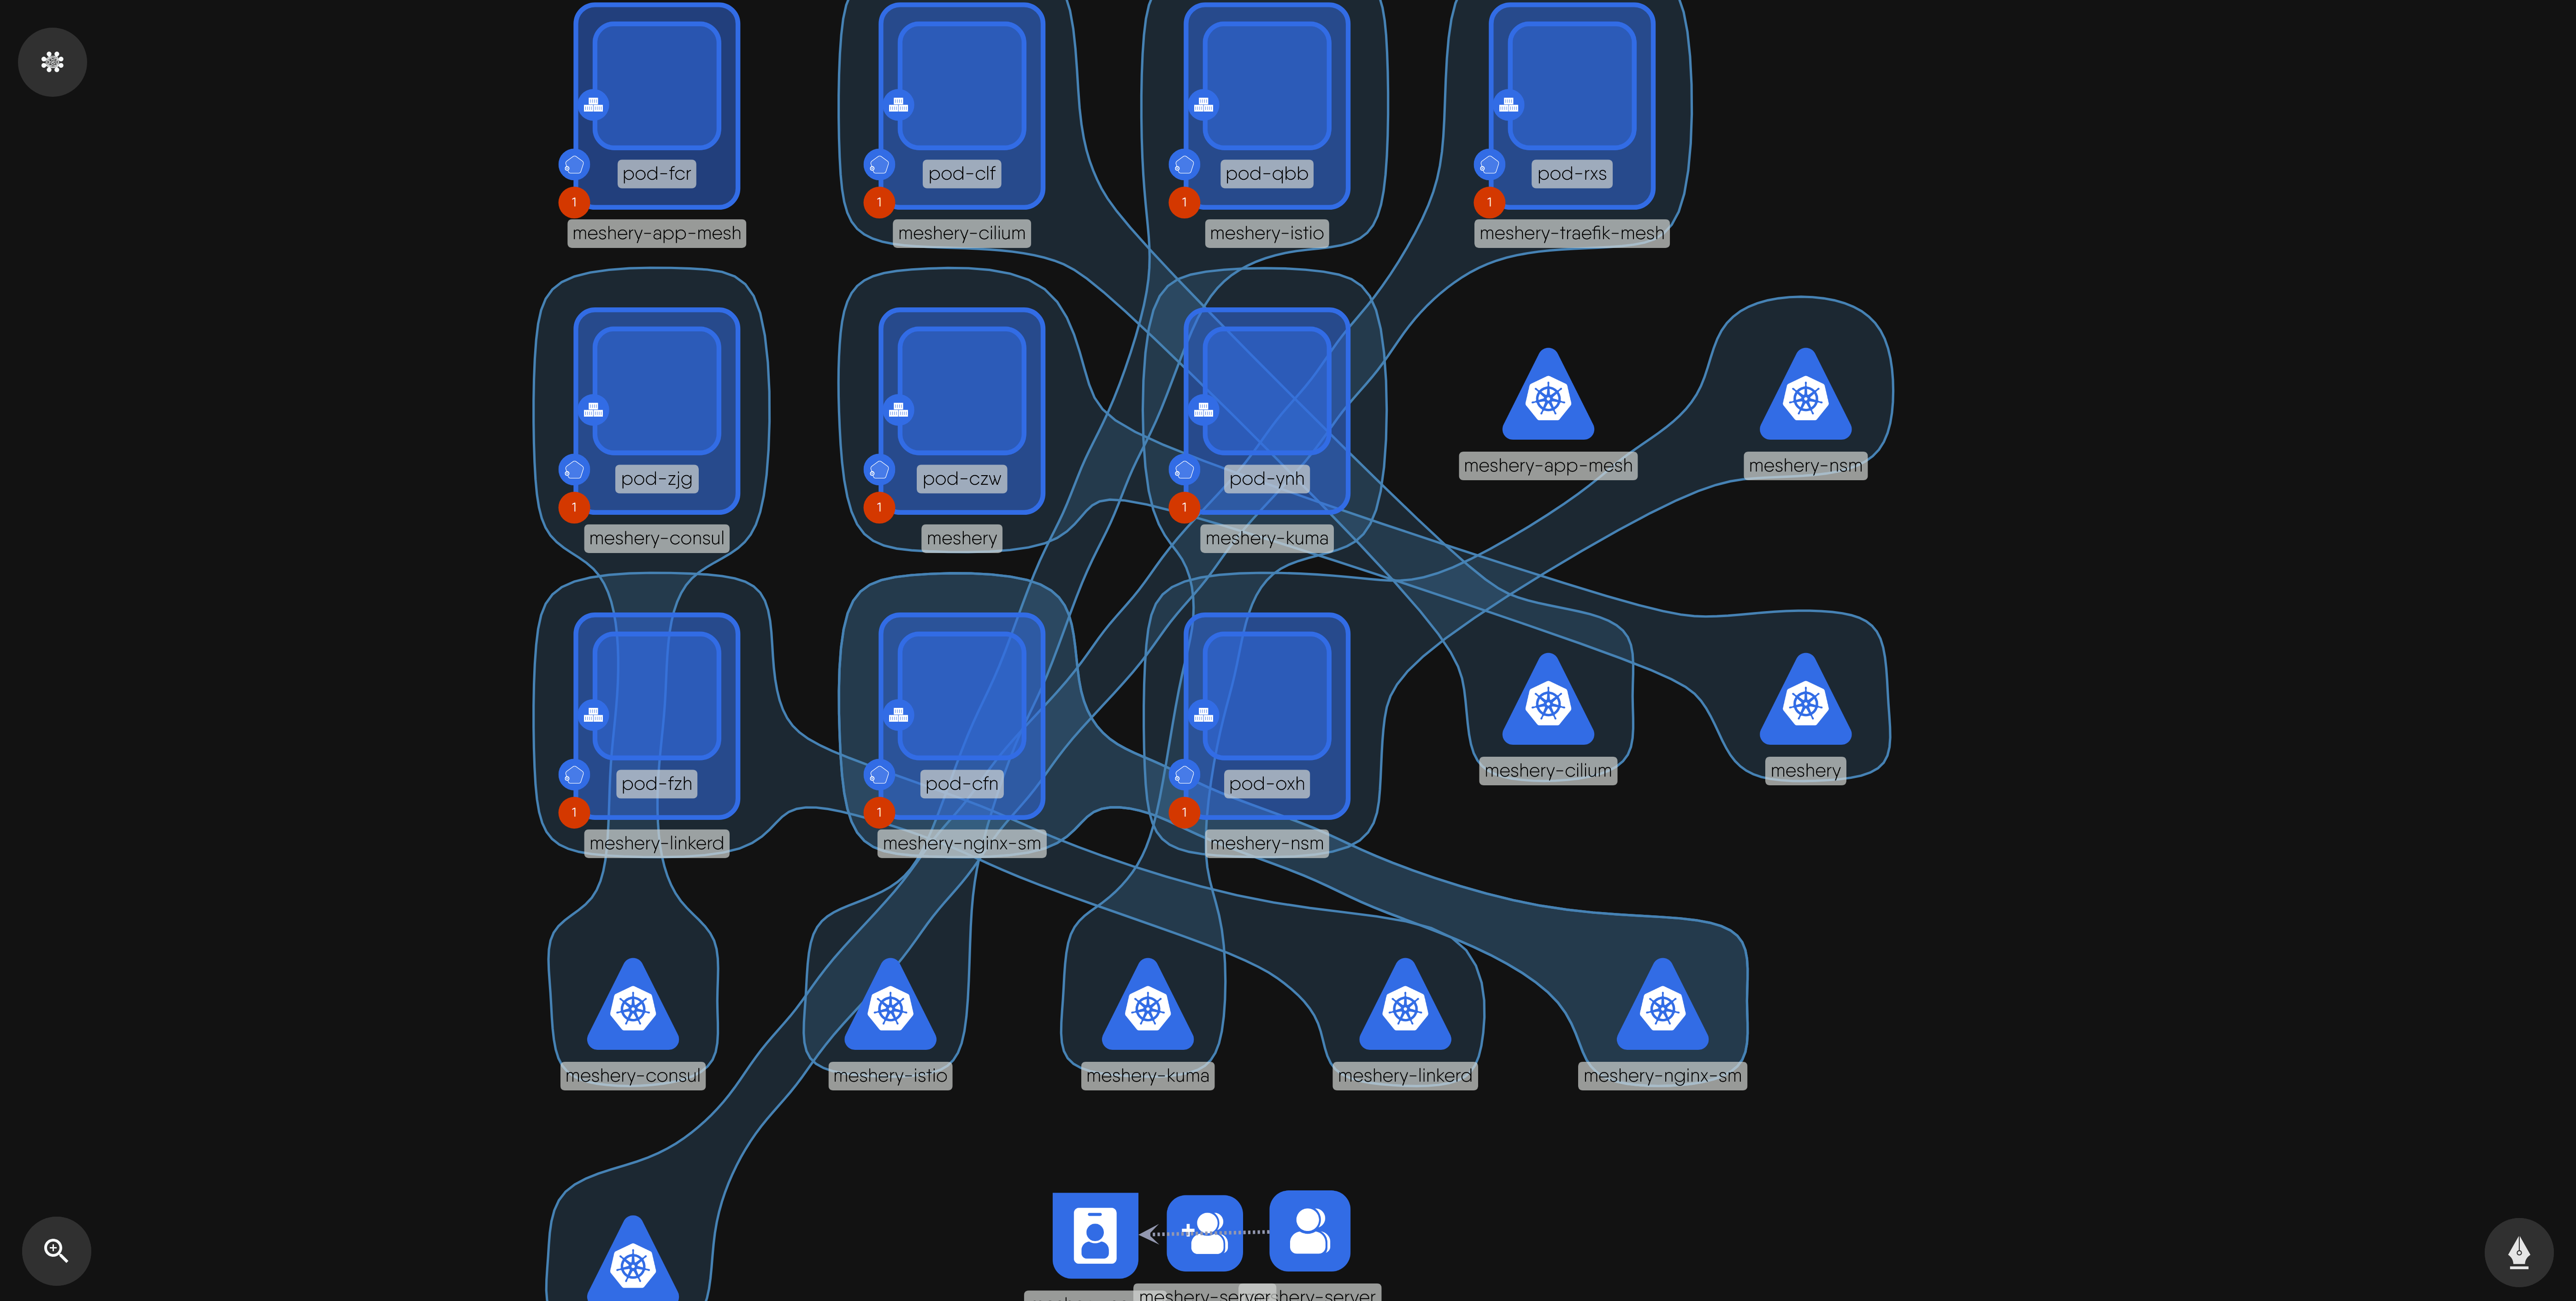 pod-fcr
pod-clf
pod-qbb
pod-rxs
1
1
1
1
meshery-app-mesh
meshery-cilium
meshery-istio
meshery-traefik-mesh
meshery-app-mesh
meshery-nsm
pod-zjg
pod-czw
pod-ynh
1
1
1
meshery-consul
meshery
meshery-kuma
pod-fzh
pod-cfn
pod-oxh
meshery-cilium
meshery
1
1
1
meshery-linkerd
meshery-nginx-sm
meshery-nsm
meshery-consul
meshery-istio
meshery-kuma
meshery-linkerd
meshery-nginx-sm
meshery-server